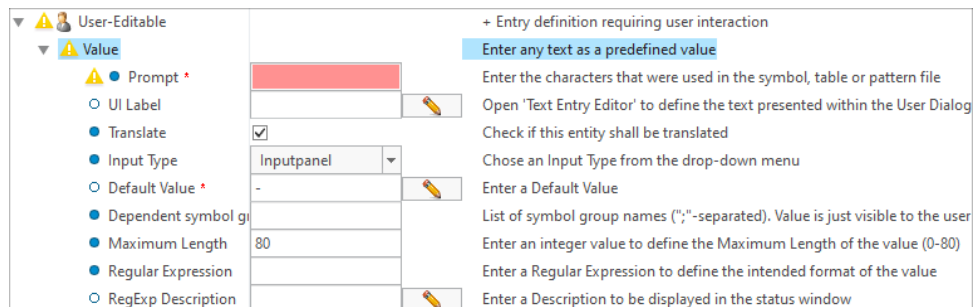 User-Editable + Entry definition requiring user interaction
Value Enter any text as a predefined value
Prompt * Enter the characters that were used in the symbol, table or pattern file
UI Label Open 'Text Entry Editor' to define the text presented within the User Dialog
Translate Check if this entity shall be translated
Input Type Inputpanel Chose an Input Type from the drop-down menu
Default Value * - Enter a Default Value
Dependent symbol List of symbol group names (";"-separated). Value is just visible to the user
Maximum Length 80 Enter an integer value to define the Maximum Length of the value (0-80)
Regular Expression Enter a Regular Expression to define the intended format of the value
RegExp Description Enter a Description to be displayed in the status window